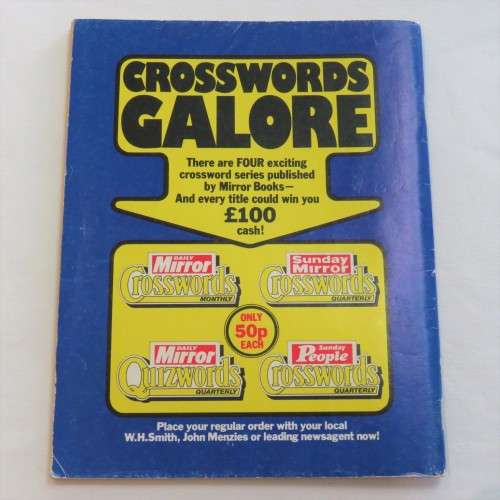 CROSSWORDS
GALORE
There are FOUR exciting
crossword series published
by Mirror Books—
And every title could win you
£100
cash!
DAILY
Mirror
Crosswords
MONTHLY
Sunday
Mirror
Crosswords
QUARTERLY
ONLY
50p
EACH
DAILY
Mirror
Quizwords
QUARTERLY
Sunday
People
Crosswords
QUARTERLY
Place your regular order with your local
W.H.Smith, John Menzies or leading newsagent now!